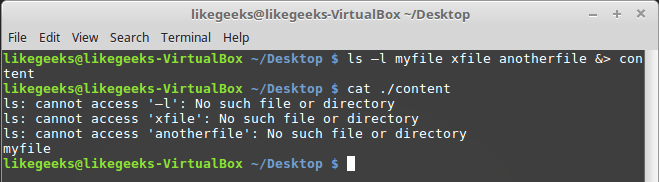 likegeeks@likegeeks-VirtualBox ~/Desktop
File Edit View Search Terminal Help
likegeeks@likegeeks-VirtualBox ~/Desktop $ ls –l myfile xfile anotherfile &> con
tent
likegeeks@likegeeks-VirtualBox ~/Desktop $ cat ./content
ls: cannot access '–l': No such file or directory
ls: cannot access 'xfile': No such file or directory
ls: cannot access 'anotherfile': No such file or directory
myfile
likegeeks@likegeeks-VirtualBox ~/Desktop $